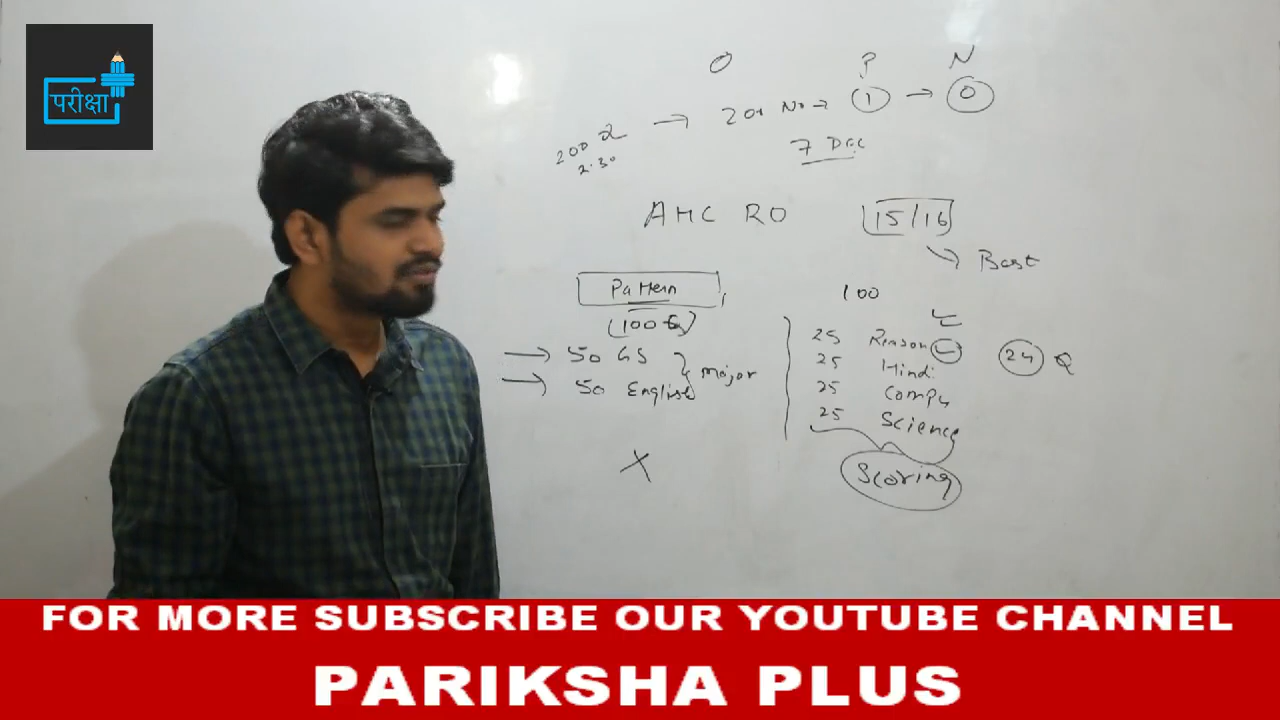 परीक्षा
O P N
200 Q → 200 No → 1 → 0
2.30
7 DEC
AMC RO 15/16
Best
Pattern 100
(100 Q)
50 GS
50 English
Major
25 Reason
25 Hindi
25 Compu
25 Science
24 Q
X
Scoring
FOR MORE SUBSCRIBE OUR YOUTUBE CHANNEL
PARIKSHA PLUS